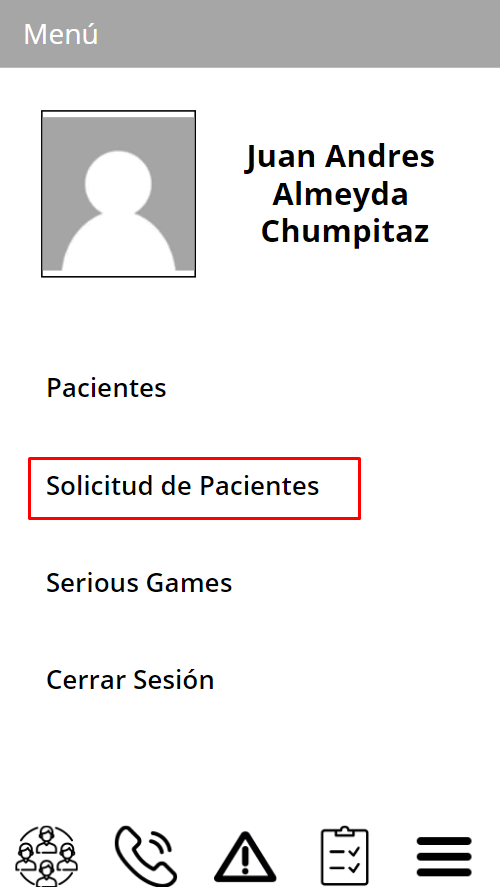 Menú
Juan Andres
Almeyda
Chumpitaz
Pacientes
Solicitud de Pacientes
Serious Games
Cerrar Sesión